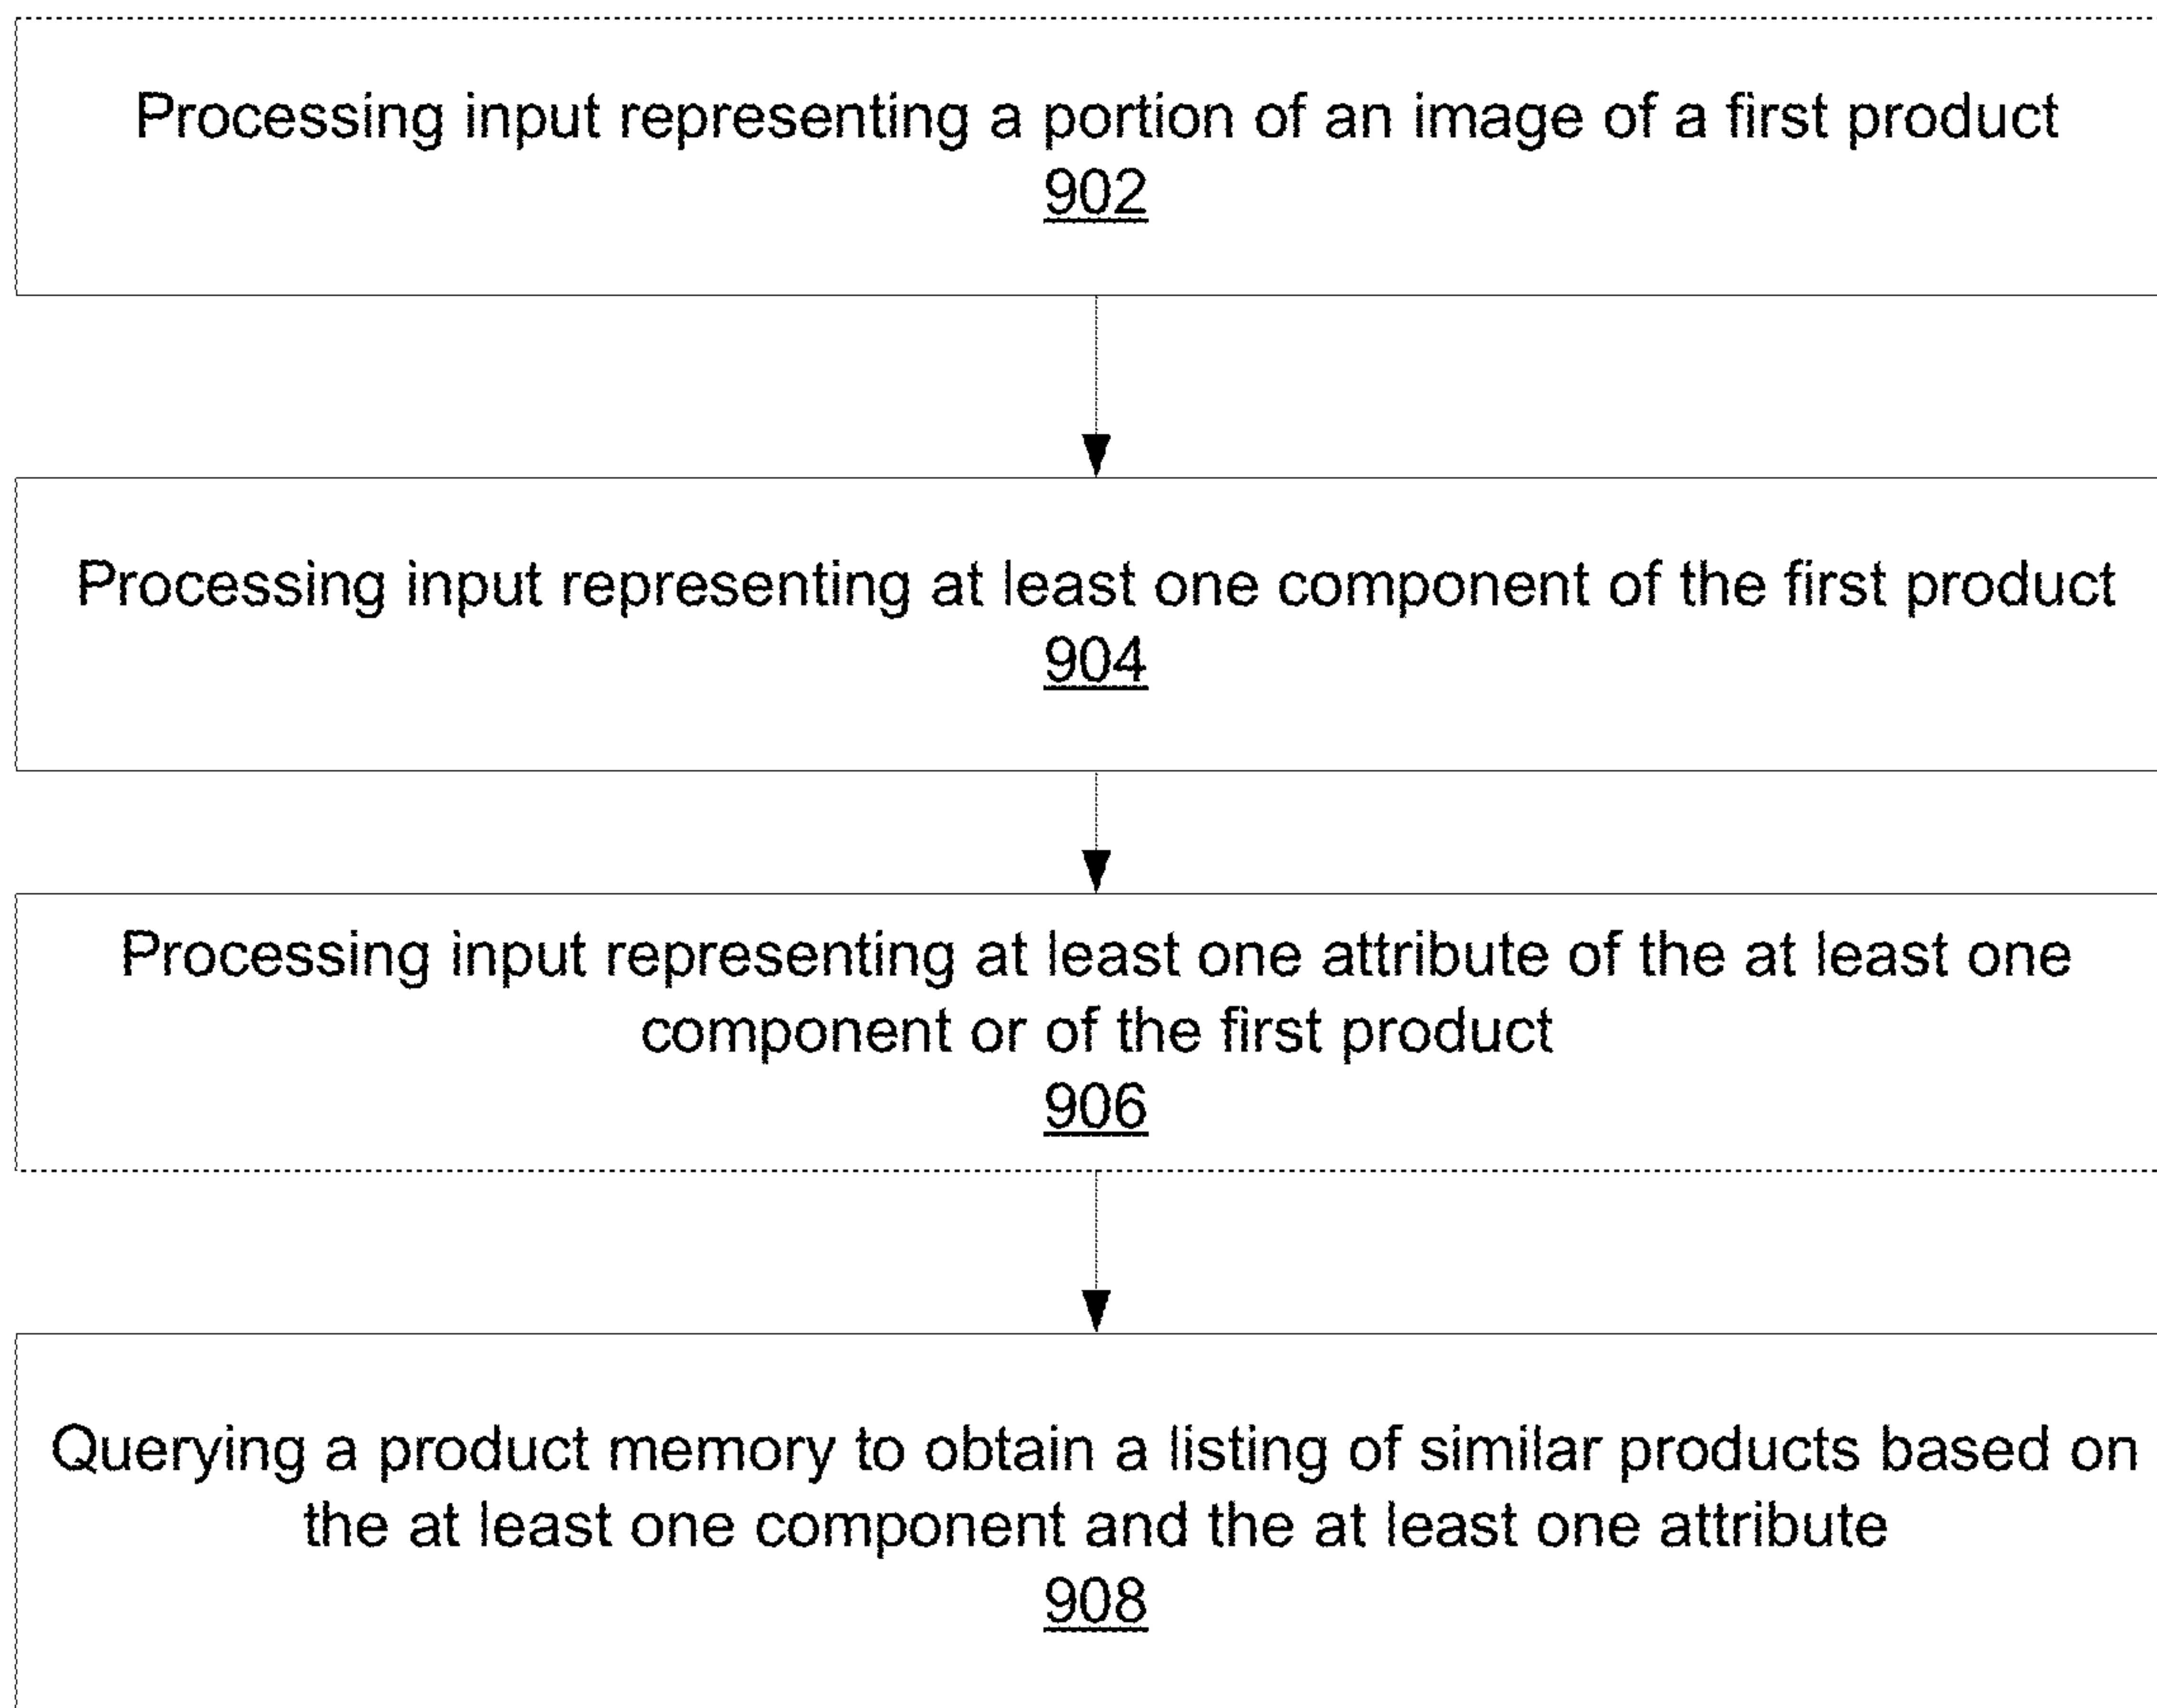 Processing input representing a portion of an image of a first product
902
Processing input representing at least one component of the first product
904
Processing input representing at least one attribute of the at least one
component or of the first product
906
Querying a product memory to obtain a listing of similar products based on
the at least one component and the at least one attribute
908